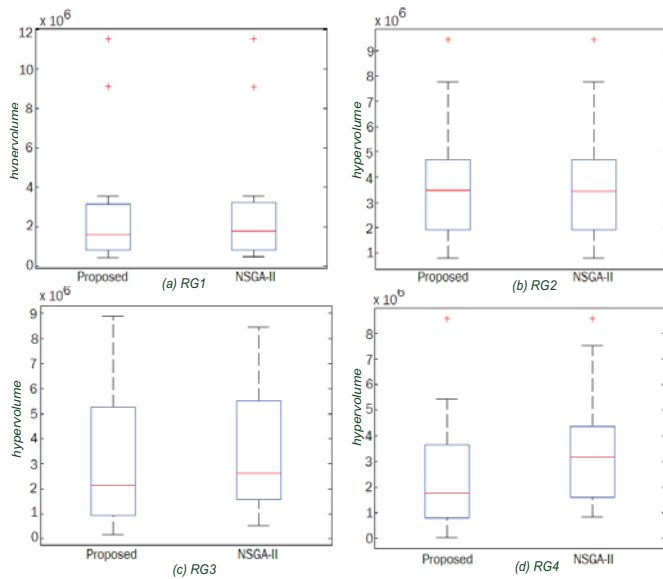 x 10^6
12
10
8
6
4
2
0
hypervolume
Proposed
NSGA-II
(a) RG1
x 10^6
9
8
7
6
5
4
3
2
1
hypervolume
Proposed
NSGA-II
(b) RG2
x 10^6
9
8
7
6
5
4
3
2
1
0
hypervolume
Proposed
NSGA-II
(c) RG3
x 10^6
8
7
6
5
4
3
2
1
0
hypervolume
Proposed
NSGA-II
(d) RG4